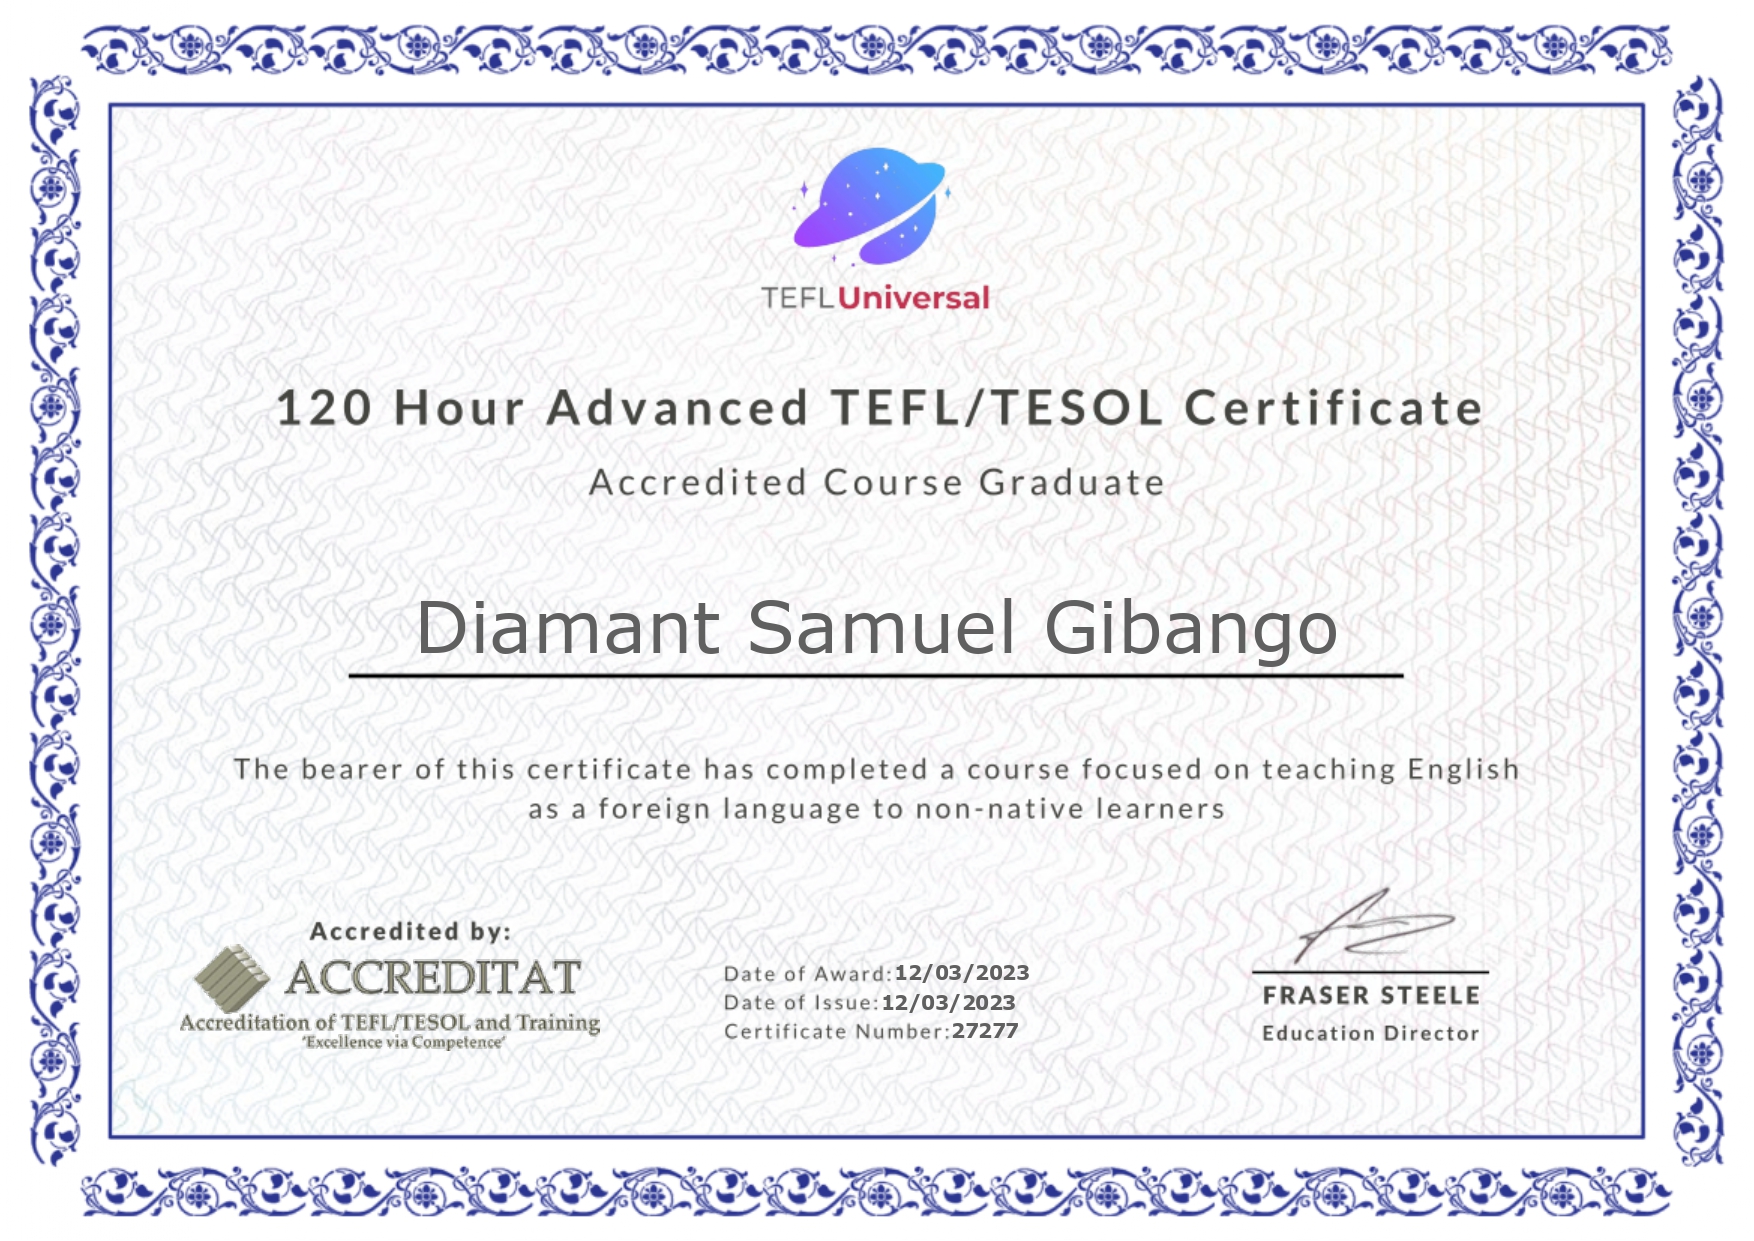 TEFLUniversal
120 Hour Advanced TEFL/TESOL Certificate
Accredited Course Graduate
Diamant Samuel Gibango
The bearer of this certificate has completed a course focused on teaching English
as a foreign language to non-native learners
Accredited by:
ACCREDITAT
Accreditation of TEFL/TESOL and Training
'Excellence via Competence'
Date of Award:12/03/2023
Date of Issue:12/03/2023
Certificate Number:27277
FRASER STEELE
Education Director